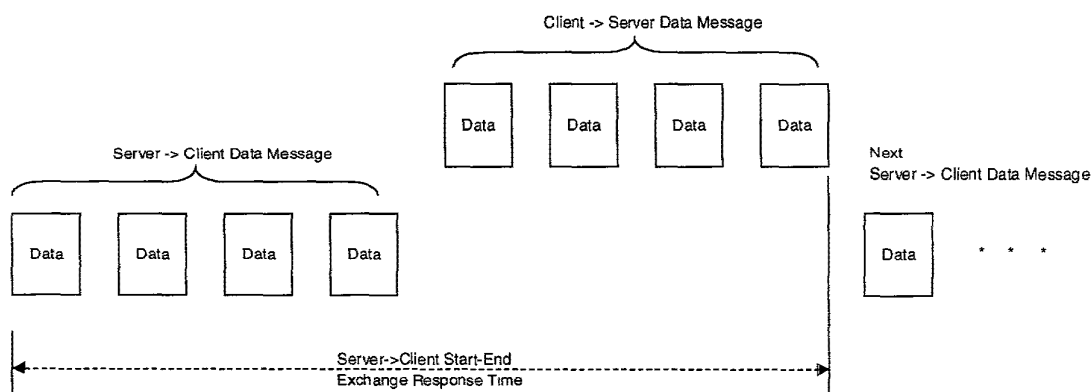 Client -> Server Data Message
Data Data Data Data
Server -> Client Data Message
Next
Server -> Client Data Message
Data Data Data Data
Data * * *
Server->Client Start-End
Exchange Response Time